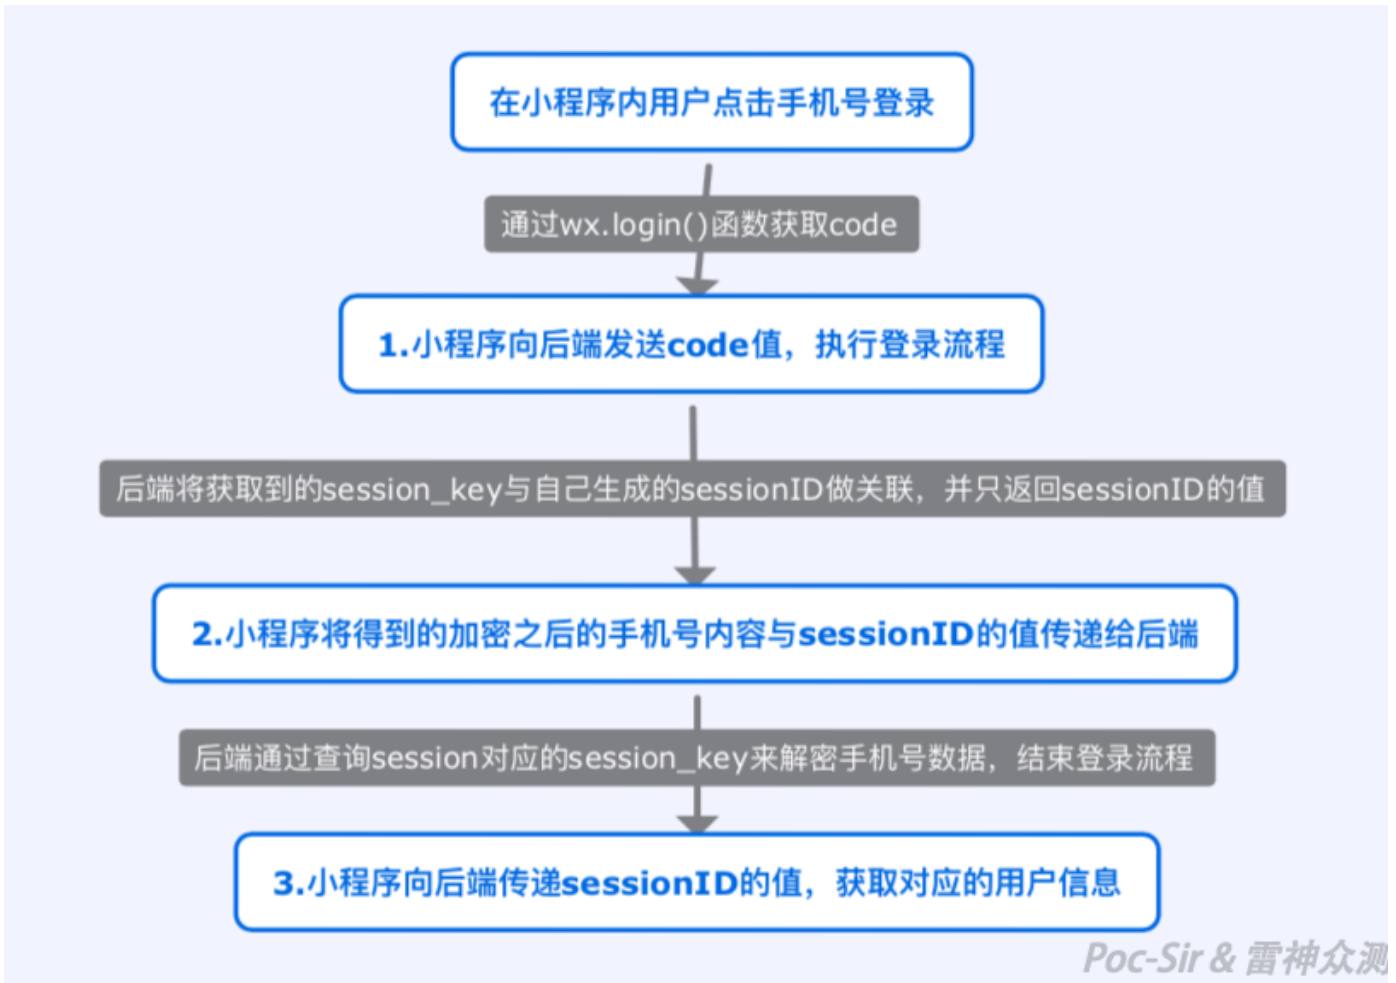 在小程序内用户点击手机号登录
通过wx.login()函数获取code
1.小程序向后端发送code值，执行登录流程
后端将获取到的session_key与自己生成的sessionID做关联，并只返回sessionID的值
2.小程序将得到的加密之后的手机号内容与sessionID的值传递给后端
后端通过查询session对应的session_key来解密手机号数据，结束登录流程
3.小程序向后端传递sessionID的值，获取对应的用户信息
Poc-Sir & 雷神众测